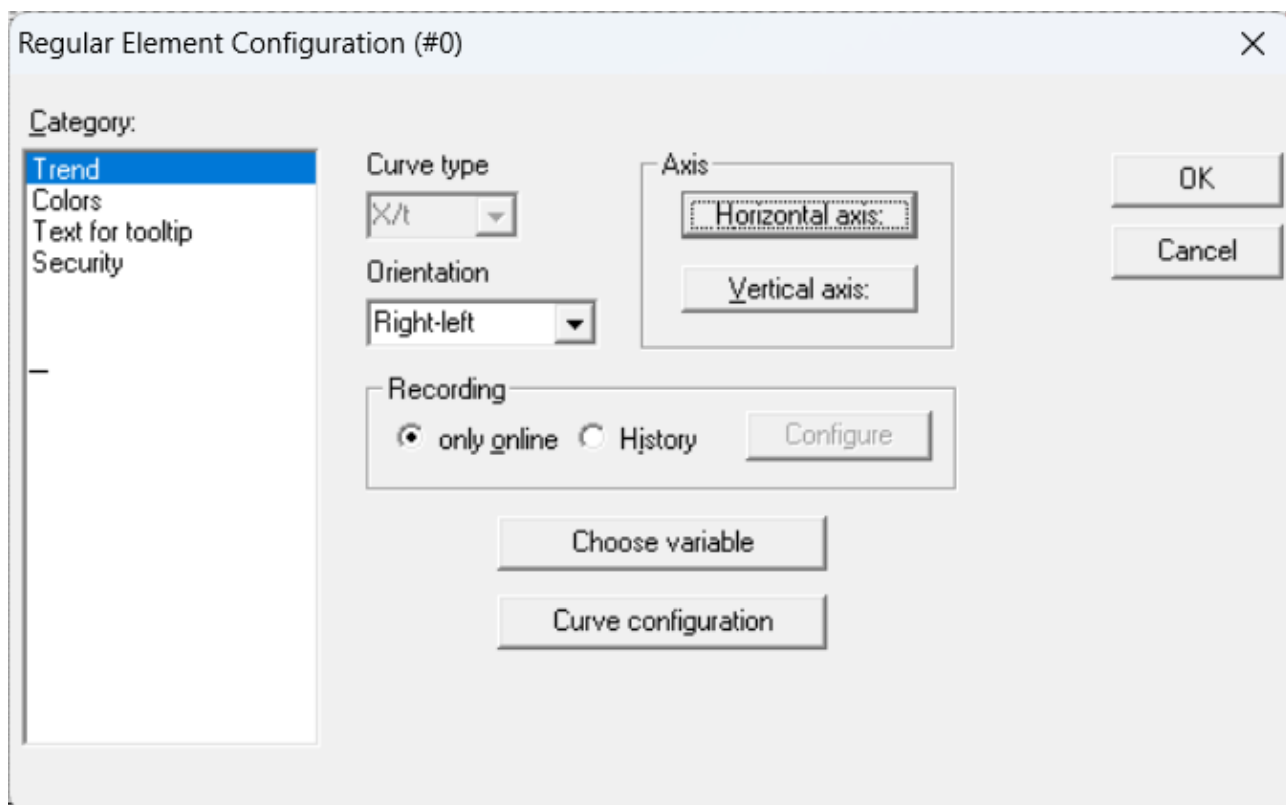 Regular Element Configuration (#0)
Category:
Trend
Colors
Text for tooltip
Security
Curve type
X/t
Orientation
Right-left
Axis
Horizontal axis:
Vertical axis:
Recording
only online
History
Configure
Choose variable
Curve configuration
OK
Cancel